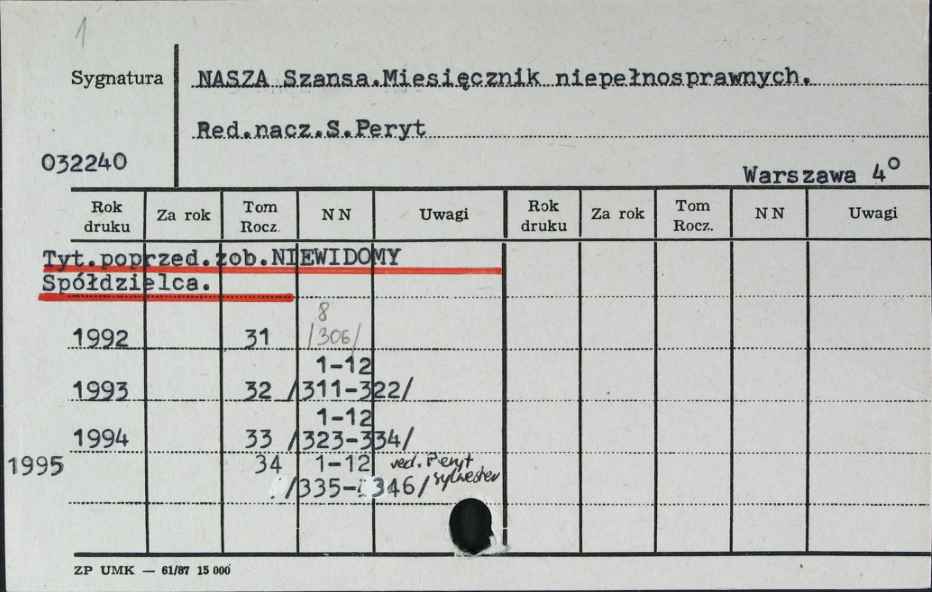 1
Sygnatura NASZA Szansa.Miesięcznik niepełnosprawnych.
Red.nacz.S.Peryt
032240
Warszawa 4°
Rok druku Za rok Tom Rocz. NN Uwagi Rok druku Za rok Tom Rocz. NN Uwagi
Tyt.poprzed.zob.NIEWIDOMY
Spółdzielca.
8
1992 31 /306/
1-12
1993 32 /311-322/
1-12
1994 33 /323-334/
1995 34 1-12 red. Peryt
/335-346/ Sylwester
ZP UMK — 61/87 15 000